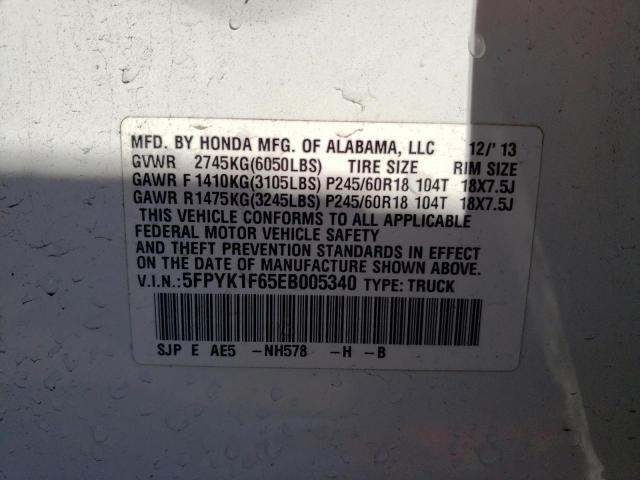 MFD. BY HONDA MFG. OF ALABAMA, LLC 12/' 13
GVWR 2745KG(6050LBS) TIRE SIZE RIM SIZE
GAWR F 1410KG(3105LBS) P245/60R18 104T 18X7.5J
GAWR R 1475KG(3245LBS) P245/60R18 104T 18X7.5J
THIS VEHICLE CONFORMS TO ALL APPLICABLE
FEDERAL MOTOR VEHICLE SAFETY
AND THEFT PREVENTION STANDARDS IN EFFECT
ON THE DATE OF MANUFACTURE SHOWN ABOVE.
V.I.N.:5FPYK1F65EB005340 TYPE: TRUCK
SJP E AE5 -NH578 -H -B